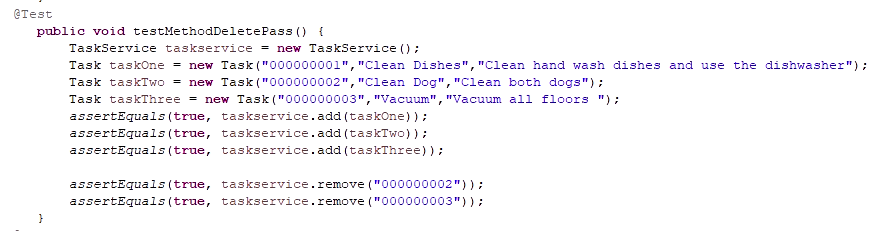 @Test
public void testMethodDeletePass() {
TaskService taskservice = new TaskService();
Task taskOne = new Task("000000001","Clean Dishes","Clean hand wash dishes and use the dishwasher");
Task taskTwo = new Task("000000002","Clean Dog","Clean both dogs");
Task taskThree = new Task("000000003","Vacuum","Vacuum all floors ");
assertEquals(true, taskservice.add(taskOne));
assertEquals(true, taskservice.add(taskTwo));
assertEquals(true, taskservice.add(taskThree));
assertEquals(true, taskservice.remove("000000002"));
assertEquals(true, taskservice.remove("000000003"));
}